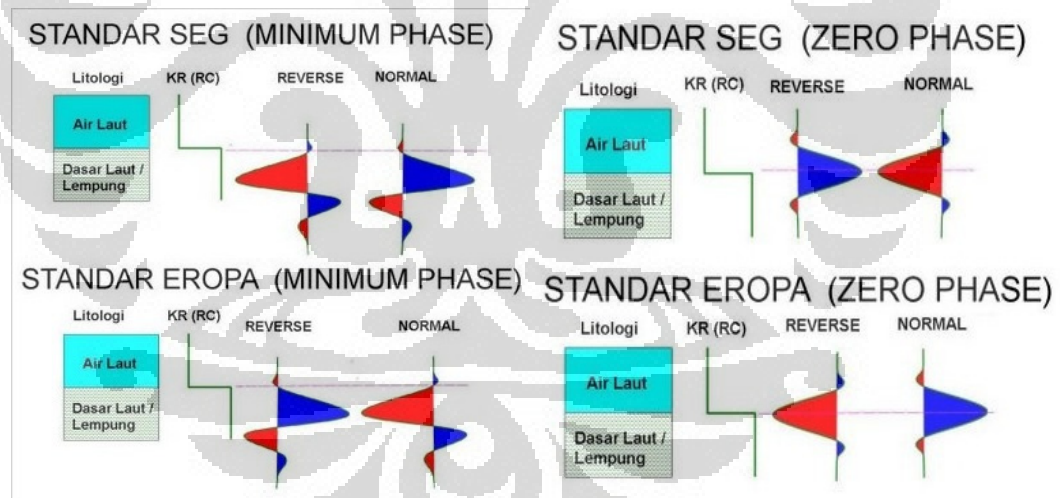 STANDAR SEG (MINIMUM PHASE)
Litologi
KR (RC)
REVERSE
NORMAL
Air Laut
Dasar Laut /
Lempung
STANDAR SEG (ZERO PHASE)
Litologi
KR (RC)
REVERSE
NORMAL
Air Laut
Dasar Laut /
Lempung
STANDAR EROPA (MINIMUM PHASE)
Litologi
KR (RC)
REVERSE
NORMAL
Air Laut
Dasar Laut /
Lempung
STANDAR EROPA (ZERO PHASE)
Litologi
KR (RC)
REVERSE
NORMAL
Air Laut
Dasar Laut /
Lempung